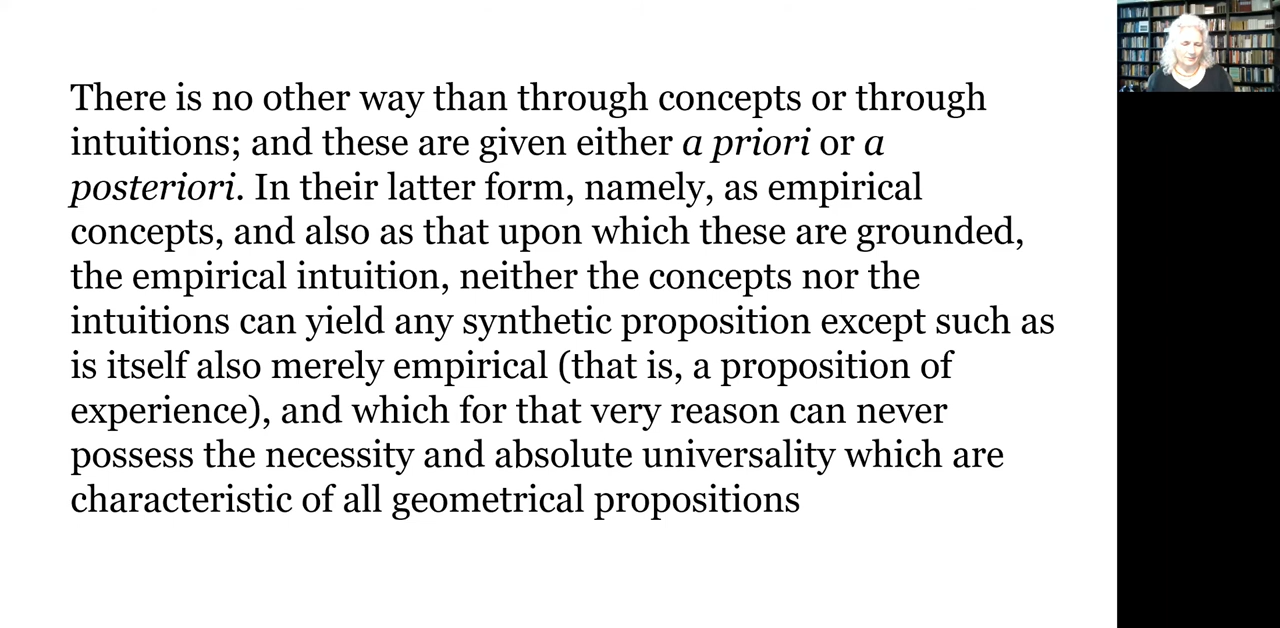 There is no other way than through concepts or through
intuitions; and these are given either a priori or a
posteriori. In their latter form, namely, as empirical
concepts, and also as that upon which these are grounded,
the empirical intuition, neither the concepts nor the
intuitions can yield any synthetic proposition except such as
is itself also merely empirical (that is, a proposition of
experience), and which for that very reason can never
possess the necessity and absolute universality which are
characteristic of all geometrical propositions